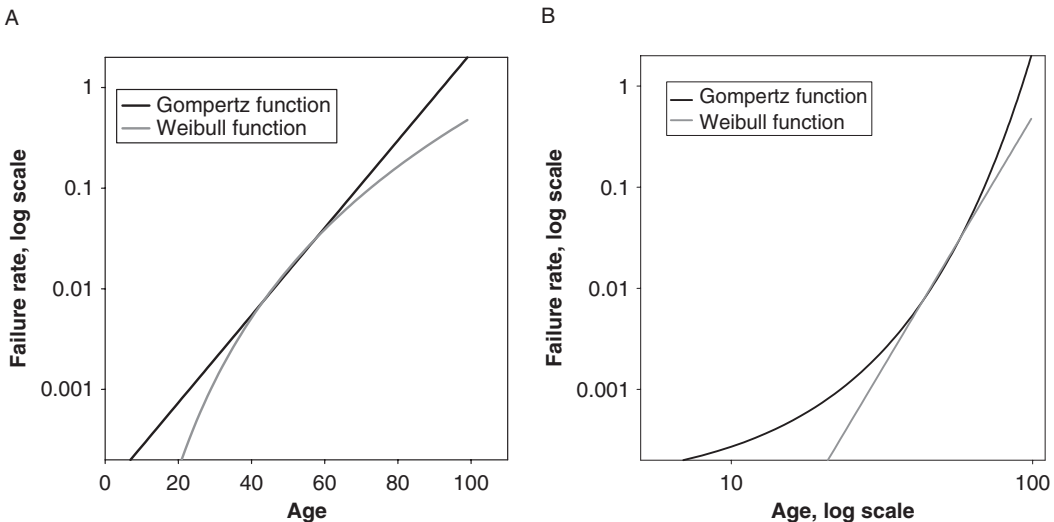 A
Failure rate, log scale
1
0.1
0.01
0.001
Gompertz function
Weibull function
0 20 40 60 80 100
Age
B
Failure rate, log scale
1
0.1
0.01
0.001
Gompertz function
Weibull function
10 100
Age, log scale